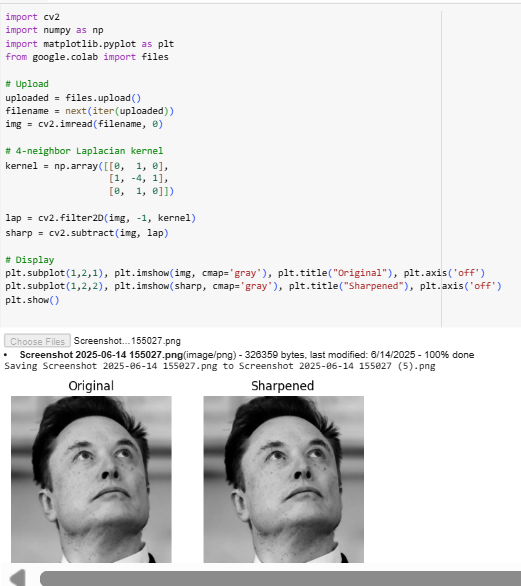 import cv2
import numpy as np
import matplotlib.pyplot as plt
from google.colab import files
# Upload
uploaded = files.upload()
filename = next(iter(uploaded))
img = cv2.imread(filename, 0)
# 4-neighbor Laplacian kernel
kernel = np.array([[0, 1, 0],
[1, -4, 1],
[0, 1, 0]])
lap = cv2.filter2D(img, -1, kernel)
sharp = cv2.subtract(img, lap)
# Display
plt.subplot(1,2,1), plt.imshow(img, cmap='gray'), plt.title("Original"), plt.axis('off')
plt.subplot(1,2,2), plt.imshow(sharp, cmap='gray'), plt.title("Sharpened"), plt.axis('off')
plt.show()
Choose Files Screenshot...155027.png
• Screenshot 2025-06-14 155027.png(image/png) - 326359 bytes, last modified: 6/14/2025 - 100% done
Saving Screenshot 2025-06-14 155027.png to Screenshot 2025-06-14 155027 (5).png
Original Sharpened